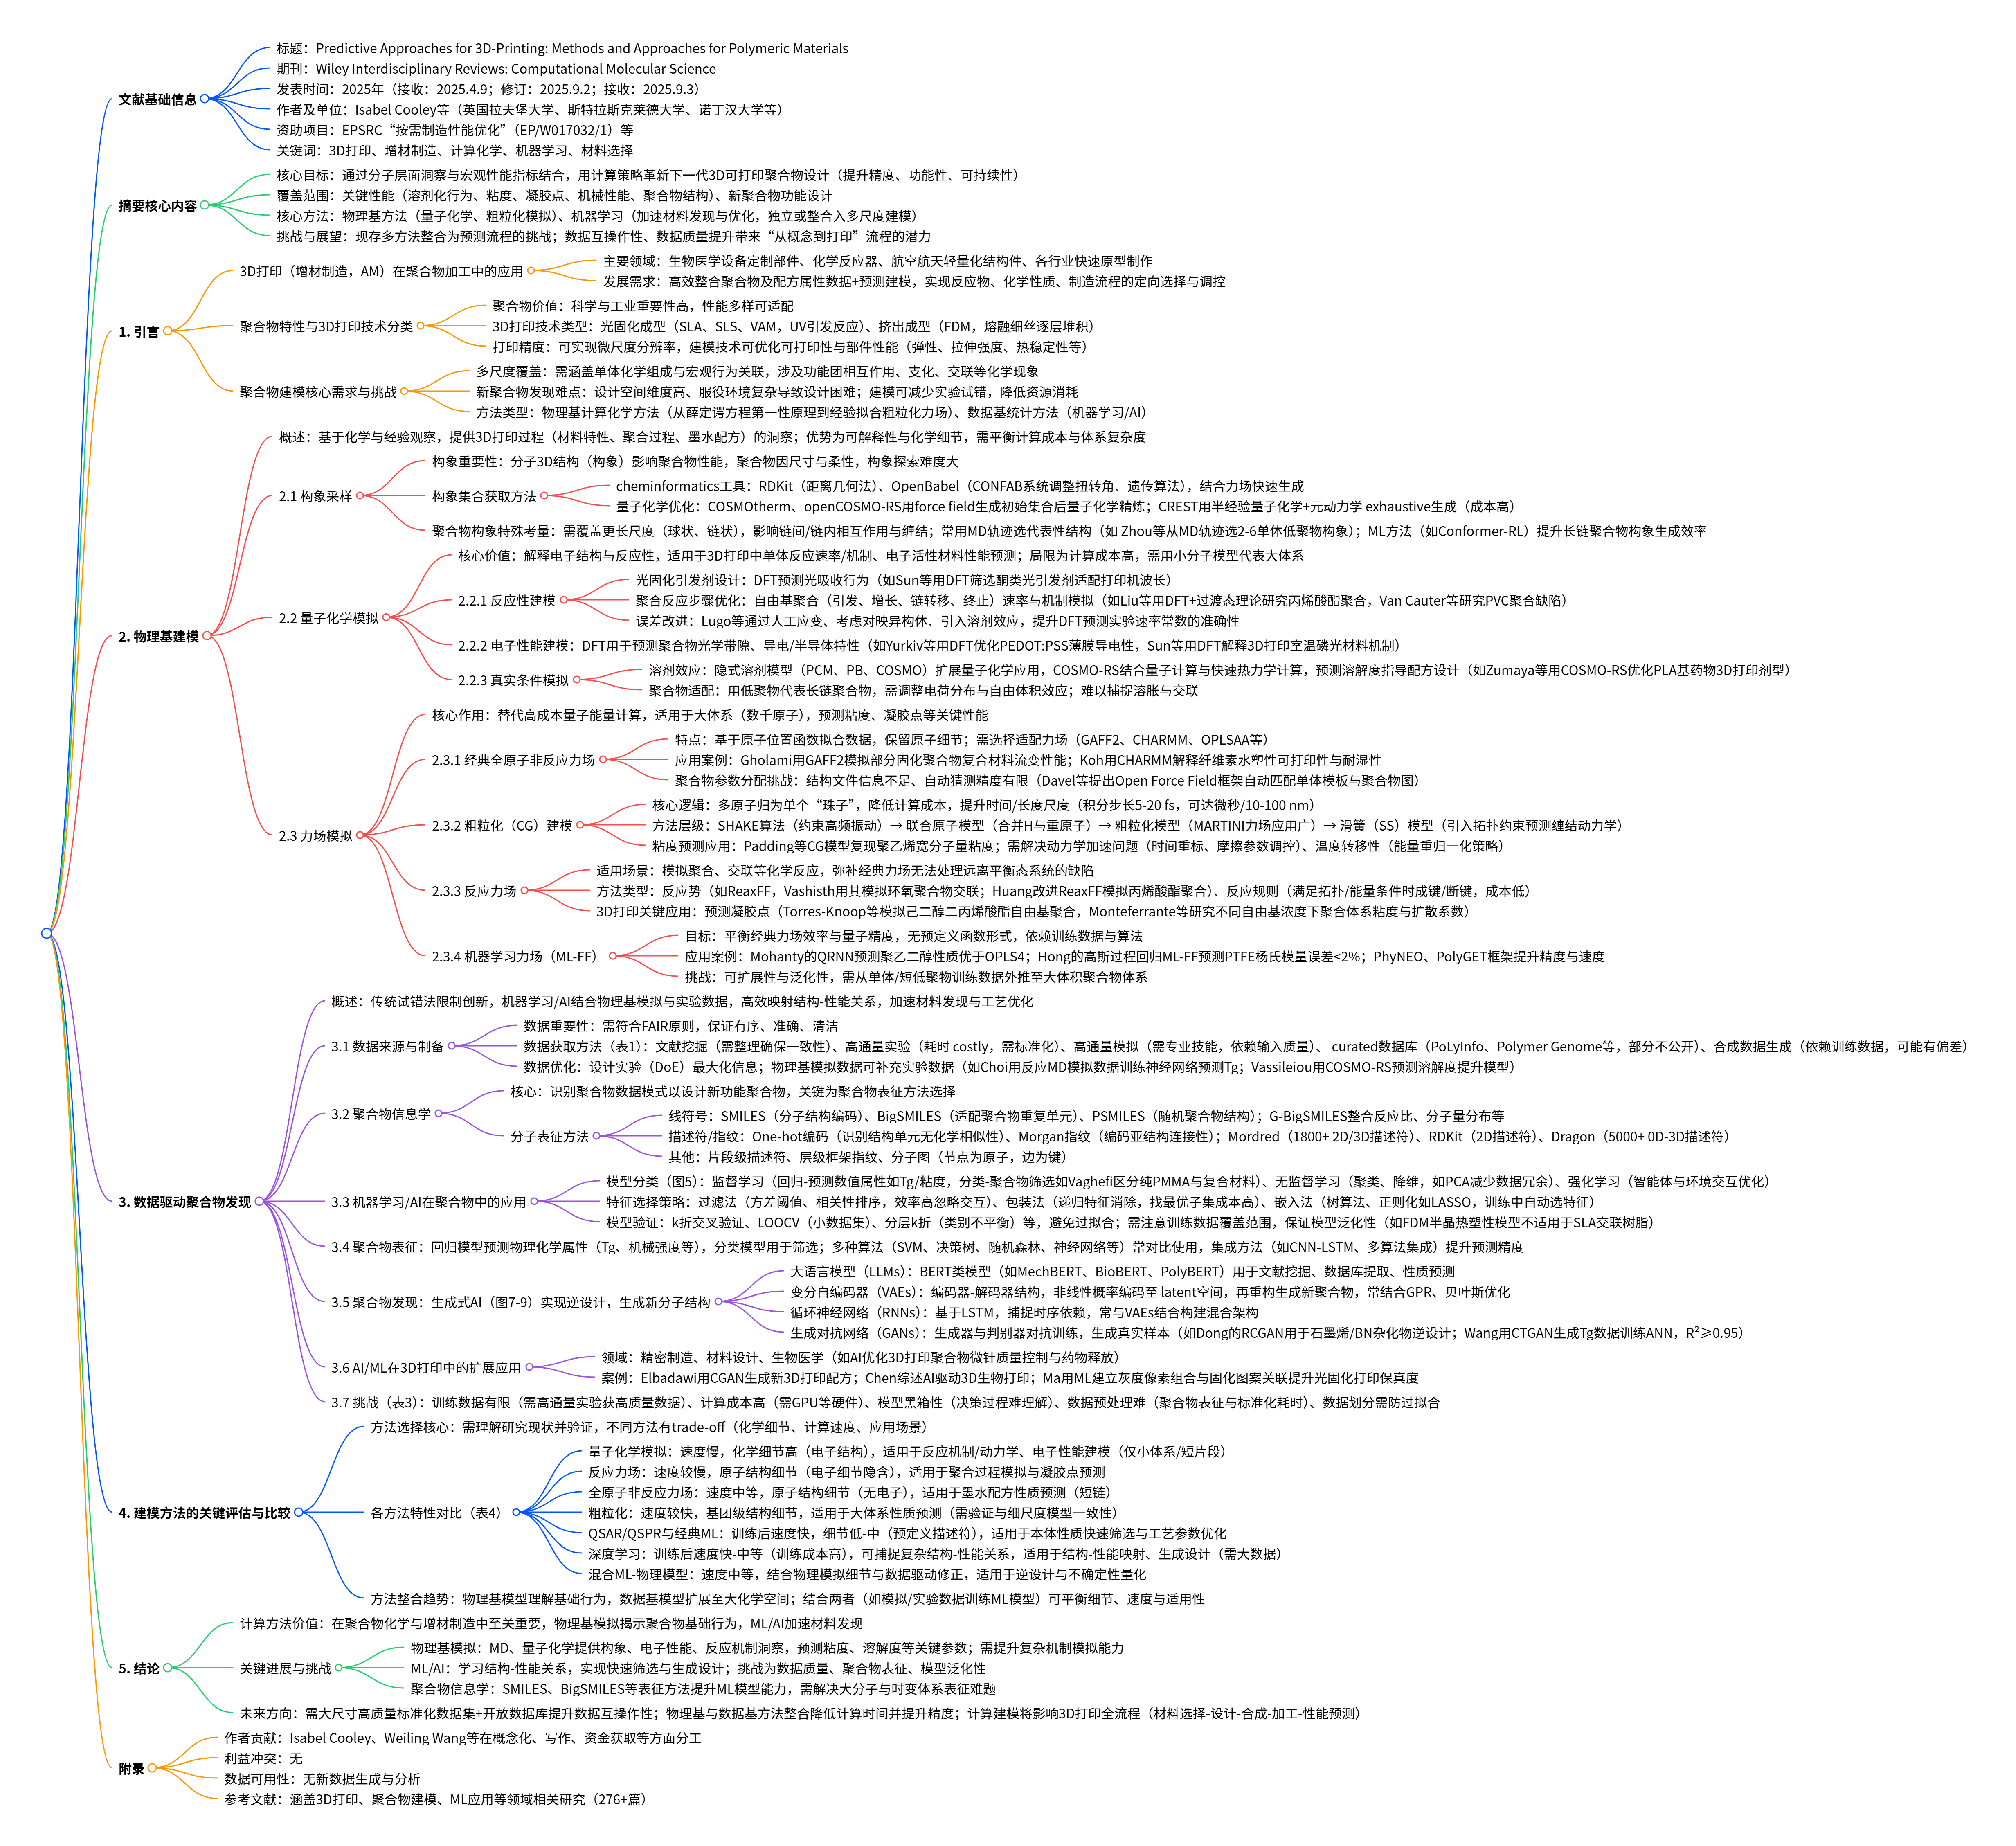 文献基础信息
标题：Predictive Approaches for 3D-Printing: Methods and Approaches for Polymeric Materials
期刊：Wiley Interdisciplinary Reviews: Computational Molecular Science
发表时间：2025年（接收：2025.4.9；修订：2025.9.2；接收：2025.9.3）
作者及单位：Isabel Cooley等（英国拉夫堡大学、斯特拉斯克莱德大学、诺丁汉大学等）
资助项目：EPSRC“按需制造性能优化”（EP/W017032/1）等
关键词：3D打印、增材制造、计算化学、机器学习、材料选择
摘要核心内容
核心目标：通过分子层面洞察与宏观性能指标结合，用计算策略革新下一代3D可打印聚合物设计（提升精度、功能性、可持续性）
覆盖范围：关键性能（溶剂化行为、粘度、凝胶点、机械性能、聚合物结构）、新聚合物功能设计
核心方法：物理基方法（量子化学、粗粒化模拟）、机器学习（加速材料发现与优化，独立或整合入多尺度建模）
挑战与展望：现存多方法整合为预测流程的挑战；数据互操作性、数据质量提升带来“从概念到打印”流程的潜力
1. 引言
3D打印（增材制造，AM）在聚合物加工中的应用
主要领域：生物医学设备定制部件、化学反应器、航空航天轻量化结构件、各行业快速原型制作
发展需求：高效整合聚合物及配方属性数据+预测建模，实现反应物、化学性质、制造流程的定向选择与调控
聚合物特性与3D打印技术分类
聚合物价值：科学与工业重要性高，性能多样可适配
3D打印技术类型：光固化成型（SLA、SLS、VAM，UV引发反应）、挤出成型（FDM，熔融细丝逐层堆积）
打印精度：可实现微尺度分辨率，建模技术可优化可打印性与部件性能（弹性、拉伸强度、热稳定性等）
聚合物建模核心需求与挑战
多尺度覆盖：需涵盖单体化学组成与宏观行为关联，涉及功能团相互作用、支化、交联等化学现象
新聚合物发现难点：设计空间维度高、服役环境复杂导致设计困难；建模可减少实验试错，降低资源消耗
方法类型：物理基计算化学方法（从薛定谔方程第一性原理到经验拟合粗粒化力场）、数据基统计方法（机器学习/AI）
2. 物理基建模
概述：基于化学与经验观察，提供3D打印过程（材料特性、聚合过程、墨水配方）的洞察；优势为可解释性与化学细节，需平衡计算成本与体系复杂度
2.1 构象采样
构象重要性：分子3D结构（构象）影响聚合物性能，聚合物因尺寸与柔性，构象探索难度大
构象集合获取方法
cheminformatics工具：RDKit（距离几何法）、OpenBabel（CONFAB系统调整扭转角、遗传算法），结合力场快速生成
量子化学优化：COSMOtherm、openCOSMO-RS用force field生成初始集合后量子化学精炼；CREST用半经验量子化学+元动力学 exhaustive生成（成本高）
聚合物构象特殊考量：需覆盖更长尺度（球状、链状），影响链间/链内相互作用与缠结；常用MD轨迹选代表性结构（如 Zhou等从MD轨迹选2-6单体低聚物构象）；ML方法（如Conformer-RL）提升长链聚合物构象生成效率
2.2 量子化学模拟
核心价值：解释电子结构与反应性，适用于3D打印中单体反应速率/机制、电子活性材料性能预测；局限为计算成本高，需用小分子模型代表大体系
2.2.1 反应性建模
光固化引发剂设计：DFT预测光吸收行为（如Sun等用DFT筛选酮类光引发剂适配打印机波长）
聚合反应步骤优化：自由基聚合（引发、增长、链转移、终止）速率与机制模拟（如Liu等用DFT+过渡态理论研究丙烯酸酯聚合，Van Cauter等研究PVC聚合缺陷）
误差改进：Lugo等通过人工应变、考虑对映异构体、引入溶剂效应，提升DFT预测实验速率常数的准确性
2.2.2 电子性能建模：DFT用于预测聚合物光学带隙、导电/半导体特性（如Yurkiv等用DFT优化PEDOT:PSS薄膜导电性，Sun等用DFT解释3D打印室温磷光材料机制）
2.2.3 真实条件模拟
溶剂效应：隐式溶剂模型（PCM、PB、COSMO）扩展量子化学应用，COSMO-RS结合量子计算与快速热力学计算，预测溶解度指导配方设计（如Zumaya等用COSMO-RS优化PLA基药物3D打印剂型）
聚合物适配：用低聚物代表长链聚合物，需调整电荷分布与自由体积效应；难以捕捉溶胀与交联
2.3 力场模拟
核心作用：替代高成本量子能量计算，适用于大体系（数千原子），预测粘度、凝胶点等关键性能
2.3.1 经典全原子非反应力场
特点：基于原子位置函数拟合数据，保留原子细节；需选择适配力场（GAFF2、CHARMM、OPLSAA等）
应用案例：Gholami用GAFF2模拟部分固化聚合物复合材料流变性能；Koh用CHARMM解释纤维素水塑性可打印性与耐湿性
聚合物参数分配挑战：结构文件信息不足、自动猜测精度有限（Davel等提出Open Force Field框架自动匹配单体模板与聚合物图）
2.3.2 粗粒化（CG）建模
核心逻辑：多原子归为单个“珠子”，降低计算成本，提升时间/长度尺度（积分步长5-20 fs，可达微秒/10-100 nm）
方法层级：SHAKE算法（约束高频振动）→ 联合原子模型（合并H与重原子）→ 粗粒化模型（MARTINI力场应用广）→ 滑簧（SS）模型（引入拓扑约束预测缠结动力学）
粘度预测应用：Padding等CG模型复现聚乙烯宽分子量粘度；需解决动力学加速问题（时间重标、摩擦参数调控）、温度转移性（能量重归一化策略）
2.3.3 反应力场
适用场景：模拟聚合、交联等化学反应，弥补经典力场无法处理远离平衡态系统的缺陷
方法类型：反应势（如ReaxFF，Vashisth用其模拟环氧聚合物交联；Huang改进ReaxFF模拟丙烯酸酯聚合）、反应规则（满足拓扑/能量条件时成键/断键，成本低）
3D打印关键应用：预测凝胶点（Torres-Knoop等模拟己二醇二丙烯酸酯自由基聚合，Monteferrante等研究不同自由基浓度下聚合体系粘度与扩散系数）
2.3.4 机器学习力场（ML-FF）
目标：平衡经典力场效率与量子精度，无预定义函数形式，依赖训练数据与算法
应用案例：Mohanty的QRNN预测聚乙二醇性质优于OPLS4；Hong的高斯过程回归ML-FF预测PTFE杨氏模量误差<2%；PhyNEO、PolyGET框架提升精度与速度
挑战：可扩展性与泛化性，需从单体/短低聚物训练数据外推至大体积聚合物体系
3. 数据驱动聚合物发现
概述：传统试错法限制创新，机器学习/AI结合物理基模拟与实验数据，高效映射结构-性能关系，加速材料发现与工艺优化
3.1 数据来源与制备
数据重要性：需符合FAIR原则，保证有序、准确、清洁
数据获取方法（表1）：文献挖掘（需整理确保一致性）、高通量实验（耗时 costly，需标准化）、高通量模拟（需专业技能，依赖输入质量）、 curated数据库（PoLyInfo、Polymer Genome等，部分不公开）、合成数据生成（依赖训练数据，可能有偏差）
数据优化：设计实验（DoE）最大化信息；物理基模拟数据可补充实验数据（如Choi用反应MD模拟数据训练神经网络预测Tg；Vassileiou用COSMO-RS预测溶解度提升模型）
3.2 聚合物信息学
核心：识别聚合物数据模式以设计新功能聚合物，关键为聚合物表征方法选择
分子表征方法
线符号：SMILES（分子结构编码）、BigSMILES（适配聚合物重复单元）、PSMILES（随机聚合物结构）；G-BigSMILES整合反应比、分子量分布等
描述符/指纹：One-hot编码（识别结构单元无化学相似性）、Morgan指纹（编码亚结构连接性）；Mordred（1800+ 2D/3D描述符）、RDKit（2D描述符）、Dragon（5000+ 0D-3D描述符）
其他：片段级描述符、层级框架指纹、分子图（节点为原子，边为键）
3.3 机器学习/AI在聚合物中的应用
模型分类（图5）：监督学习（回归-预测数值属性如Tg/粘度，分类-聚合物筛选如Vaghefi区分纯PMMA与复合材料）、无监督学习（聚类、降维，如PCA减少数据冗余）、强化学习（智能体与环境交互优化）
特征选择策略：过滤法（方差阈值、相关性排序，效率高忽略交互）、包装法（递归特征消除，找最优子集成本高）、嵌入法（树算法、正则化如LASSO，训练中自动选特征）
模型验证：k折交叉验证、LOOCV（小数据集）、分层k折（类别不平衡）等，避免过拟合；需注意训练数据覆盖范围，保证模型泛化性（如FDM半晶热塑性模型不适用于SLA交联树脂）
3.4 聚合物表征：回归模型预测物理化学属性（Tg、机械强度等），分类模型用于筛选；多种算法（SVM、决策树、随机森林、神经网络等）常对比使用，集成方法（如CNN-LSTM、多算法集成）提升预测精度
3.5 聚合物发现：生成式AI（图7-9）实现逆设计，生成新分子结构
大语言模型（LLMs）：BERT类模型（如MechBERT、BioBERT、PolyBERT）用于文献挖掘、数据库提取、性质预测
变分自编码器（VAEs）：编码器-解码器结构，非线性概率编码至 latent空间，再重构生成新聚合物，常结合GPR、贝叶斯优化
循环神经网络（RNNs）：基于LSTM，捕捉时序依赖，常与VAEs结合构建混合架构
生成对抗网络（GANs）：生成器与判别器对抗训练，生成真实样本（如Dong的RCGAN用于石墨烯/BN杂化物逆设计；Wang用CTGAN生成Tg数据训练ANN，R²≥0.95）
3.6 AI/ML在3D打印中的扩展应用
领域：精密制造、材料设计、生物医学（如AI优化3D打印聚合物微针质量控制与药物释放）
案例：Elbadawi用CGAN生成新3D打印配方；Chen综述AI驱动3D生物打印；Ma用ML建立灰度像素组合与固化图案关联提升光固化打印保真度
3.7 挑战（表3）：训练数据有限（需高通量实验获高质量数据）、计算成本高（需GPU等硬件）、模型黑箱性（决策过程难理解）、数据预处理难（聚合物表征与标准化耗时）、数据划分需防过拟合
4. 建模方法的关键评估与比较
方法选择核心：需理解研究现状并验证，不同方法有trade-off（化学细节、计算速度、应用场景）
各方法特性对比（表4）
量子化学模拟：速度慢，化学细节高（电子结构），适用于反应机制/动力学、电子性能建模（仅小体系/短片段）
反应力场：速度较慢，原子结构细节（电子细节隐含），适用于聚合过程模拟与凝胶点预测
全原子非反应力场：速度中等，原子结构细节（无电子），适用于墨水配方性质预测（短链）
粗粒化：速度较快，基团级结构细节，适用于大体系性质预测（需验证与细尺度模型一致性）
QSAR/QSPR与经典ML：训练后速度快，细节低-中（预定义描述符），适用于本体性质快速筛选与工艺参数优化
深度学习：训练后速度快-中等（训练成本高），可捕捉复杂结构-性能关系，适用于结构-性能映射、生成设计（需大数据）
混合ML-物理模型：速度中等，结合物理模拟细节与数据驱动修正，适用于逆设计与不确定性量化
方法整合趋势：物理基模型理解基础行为，数据基模型扩展至大化学空间；结合两者（如模拟/实验数据训练ML模型）可平衡细节、速度与适用性
5. 结论
计算方法价值：在聚合物化学与增材制造中至关重要，物理基模拟揭示聚合物基础行为，ML/AI加速材料发现
关键进展与挑战
物理基模拟：MD、量子化学提供构象、电子性能、反应机制洞察，预测粘度、溶解度等关键参数；需提升复杂机制模拟能力
ML/AI：学习结构-性能关系，实现快速筛选与生成设计；挑战为数据质量、聚合物表征、模型泛化性
聚合物信息学：SMILES、BigSMILES等表征方法提升ML模型能力，需解决大分子与时变体系表征难题
未来方向：需大尺寸高质量标准化数据集+开放数据库提升数据互操作性；物理基与数据基方法整合降低计算时间并提升精度；计算建模将影响3D打印全流程（材料选择-设计-合成-加工-性能预测）
附录
作者贡献：Isabel Cooley、Weiling Wang等在概念化、写作、资金获取等方面分工
利益冲突：无
数据可用性：无新数据生成与分析
参考文献：涵盖3D打印、聚合物建模、ML应用等领域相关研究（276+篇）